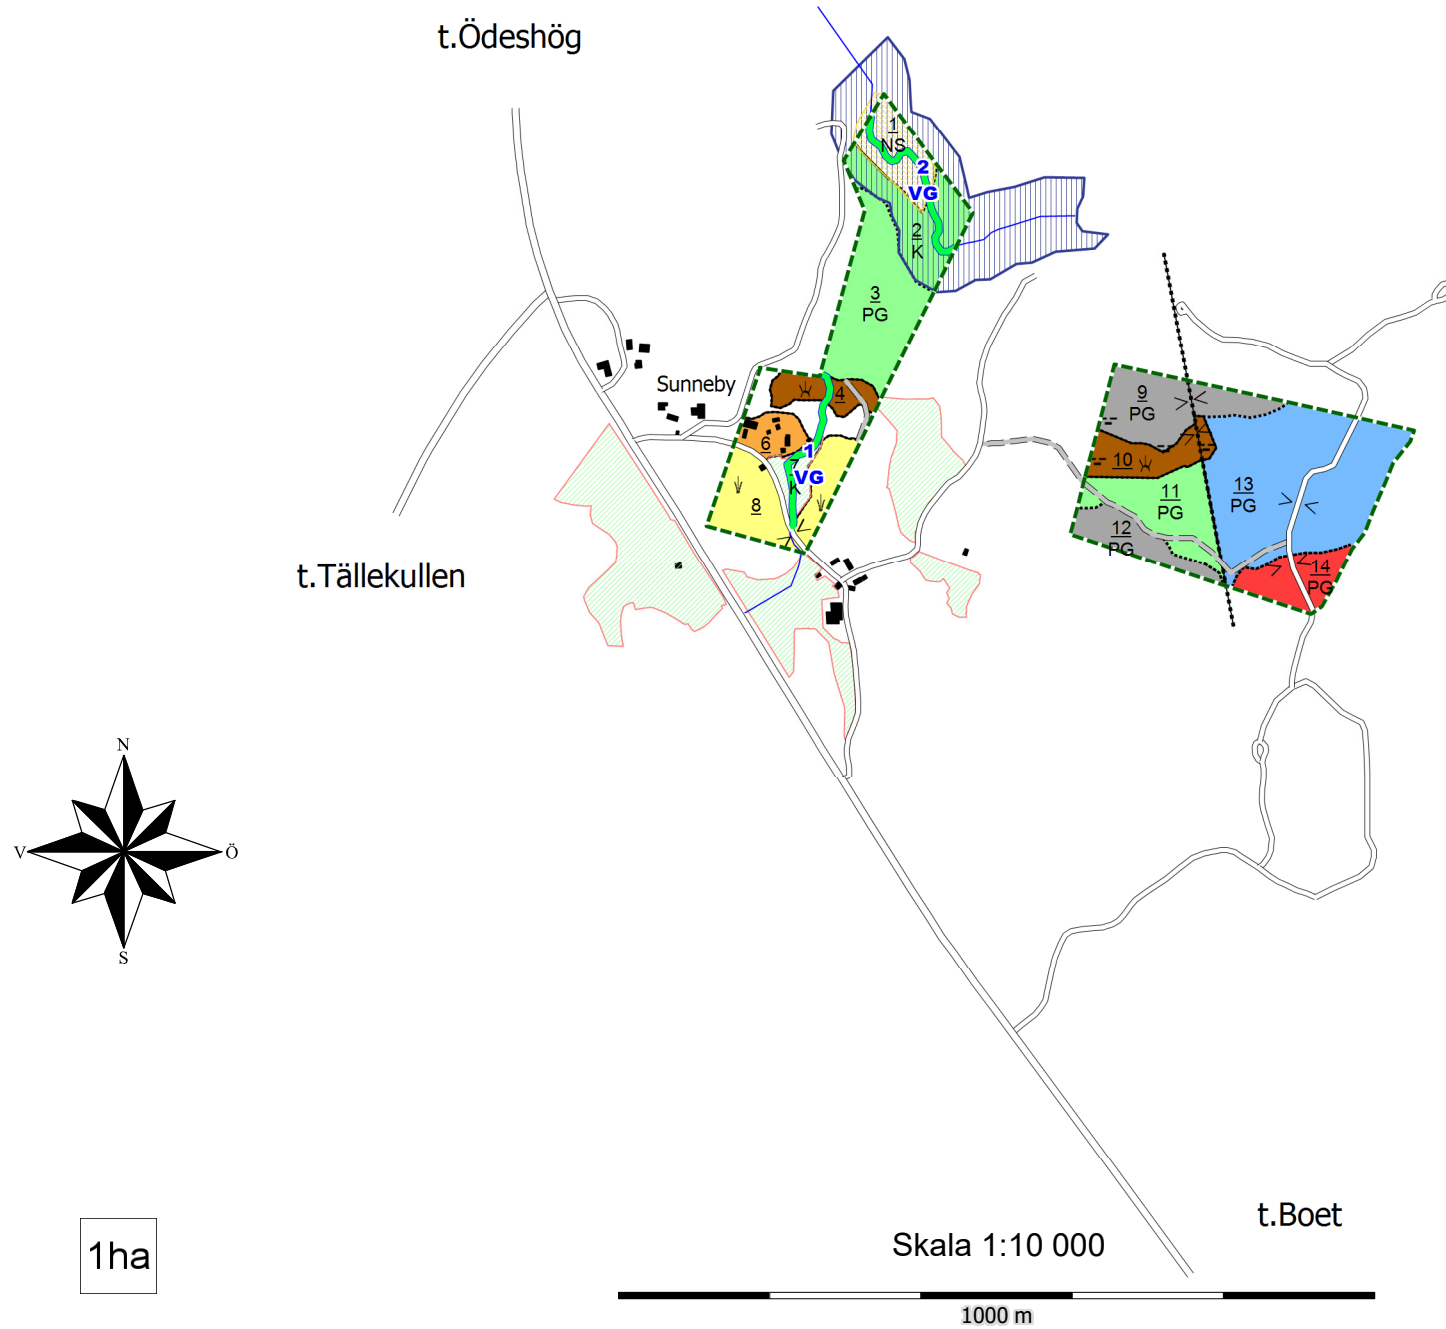 t.Ödeshög
1
NS
2
VG
2
K
3
PG
Sunneby
4
6
1
VG
K
8
9
PG
10
11
PG
12
PG
13
PG
14
PG
t.Tällekullen
N
V
Ö
S
t.Boet
Skala 1:10 000
1ha
1000 m